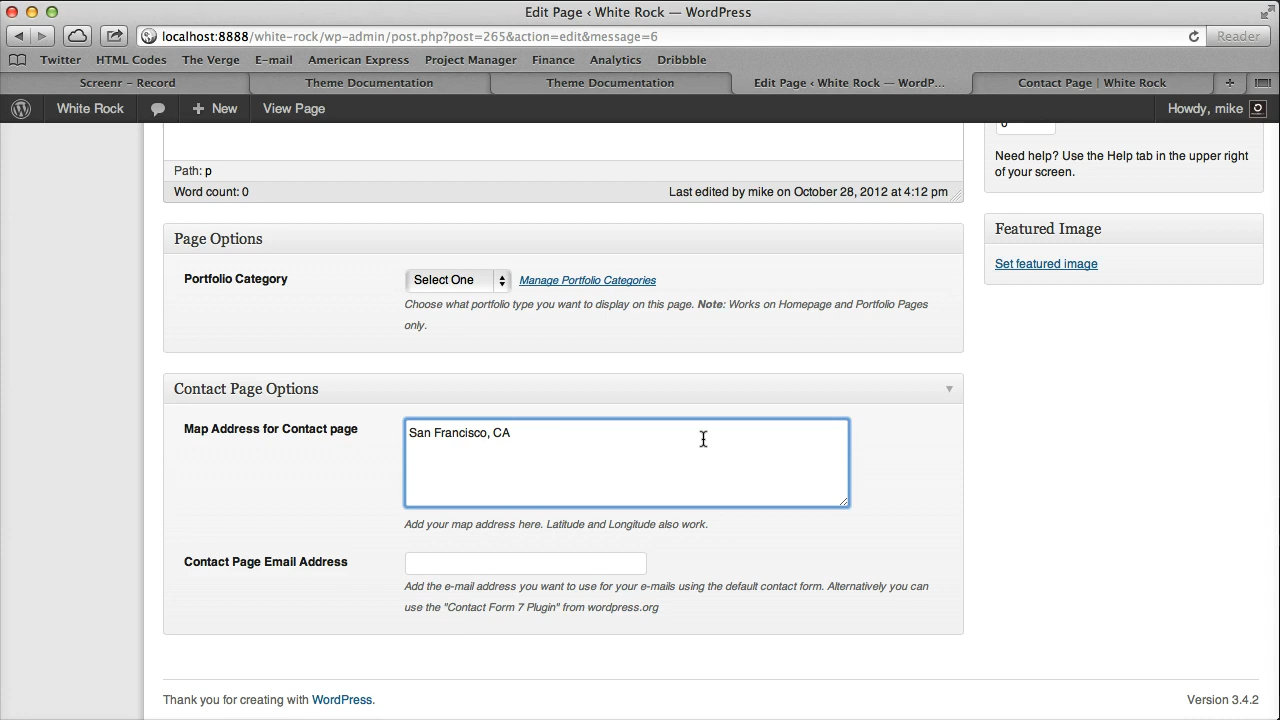 Edit Page ‹ White Rock — WordPress
localhost:8888/white-rock/wp-admin/post.php?post=265&action=edit&message=6
Reader
Twitter HTML Codes The Verge E-mail American Express Project Manager Finance Analytics Dribbble
Screenr – Record
Theme Documentation
Theme Documentation
Edit Page ‹ White Rock — WordP...
Contact Page | White Rock
White Rock
New
View Page
Howdy, mike
Need help? Use the Help tab in the upper right
of your screen.
Path: p
Word count: 0
Last edited by mike on October 28, 2012 at 4:12 pm
Featured Image
Set featured image
Page Options
Portfolio Category
Select One
Manage Portfolio Categories
Choose what portfolio type you want to display on this page. Note: Works on Homepage and Portfolio Pages
only.
Contact Page Options
Map Address for Contact page
San Francisco, CA
Add your map address here. Latitude and Longitude also work.
Contact Page Email Address
Add the e-mail address you want to use for your e-mails using the default contact form. Alternatively you can
use the "Contact Form 7 Plugin" from wordpress.org
Thank you for creating with WordPress.
Version 3.4.2